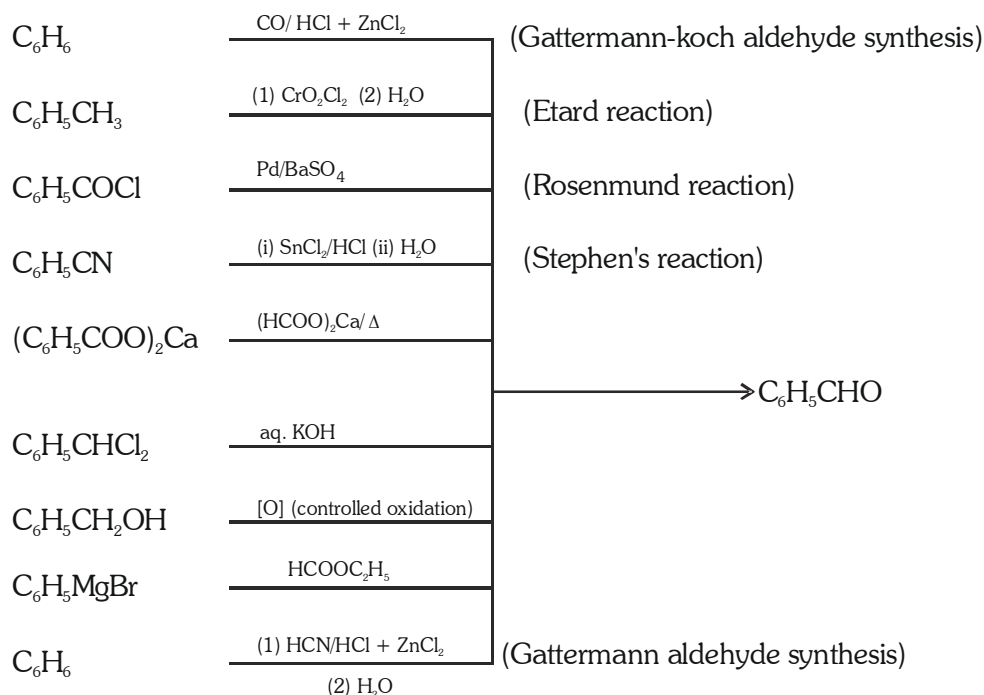 C₆H₆ CO/HCl + ZnCl₂ (Gattermann-koch aldehyde synthesis)
C₆H₅CH₃ (1) CrO₂Cl₂ (2) H₂O (Etard reaction)
C₆H₅COCl Pd/BaSO₄ (Rosenmund reaction)
C₆H₅CN (i) SnCl₂/HCl (ii) H₂O (Stephen's reaction)
(C₆H₅COO)₂Ca (HCOO)₂Ca/Δ
C₆H₅CHO
C₆H₅CHCl₂ aq. KOH
C₆H₅CH₂OH [O] (controlled oxidation)
C₆H₅MgBr HCOOC₂H₅
C₆H₆ (1) HCN/HCl + ZnCl₂ (Gattermann aldehyde synthesis)
(2) H₂O